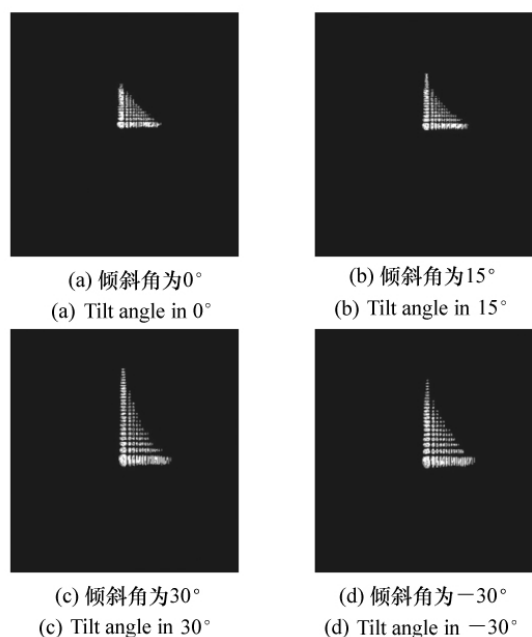 (a) 倾斜角为0°
(a) Tilt angle in 0°
(b) 倾斜角为15°
(b) Tilt angle in 15°
(c) 倾斜角为30°
(c) Tilt angle in 30°
(d) 倾斜角为－30°
(d) Tilt angle in －30°